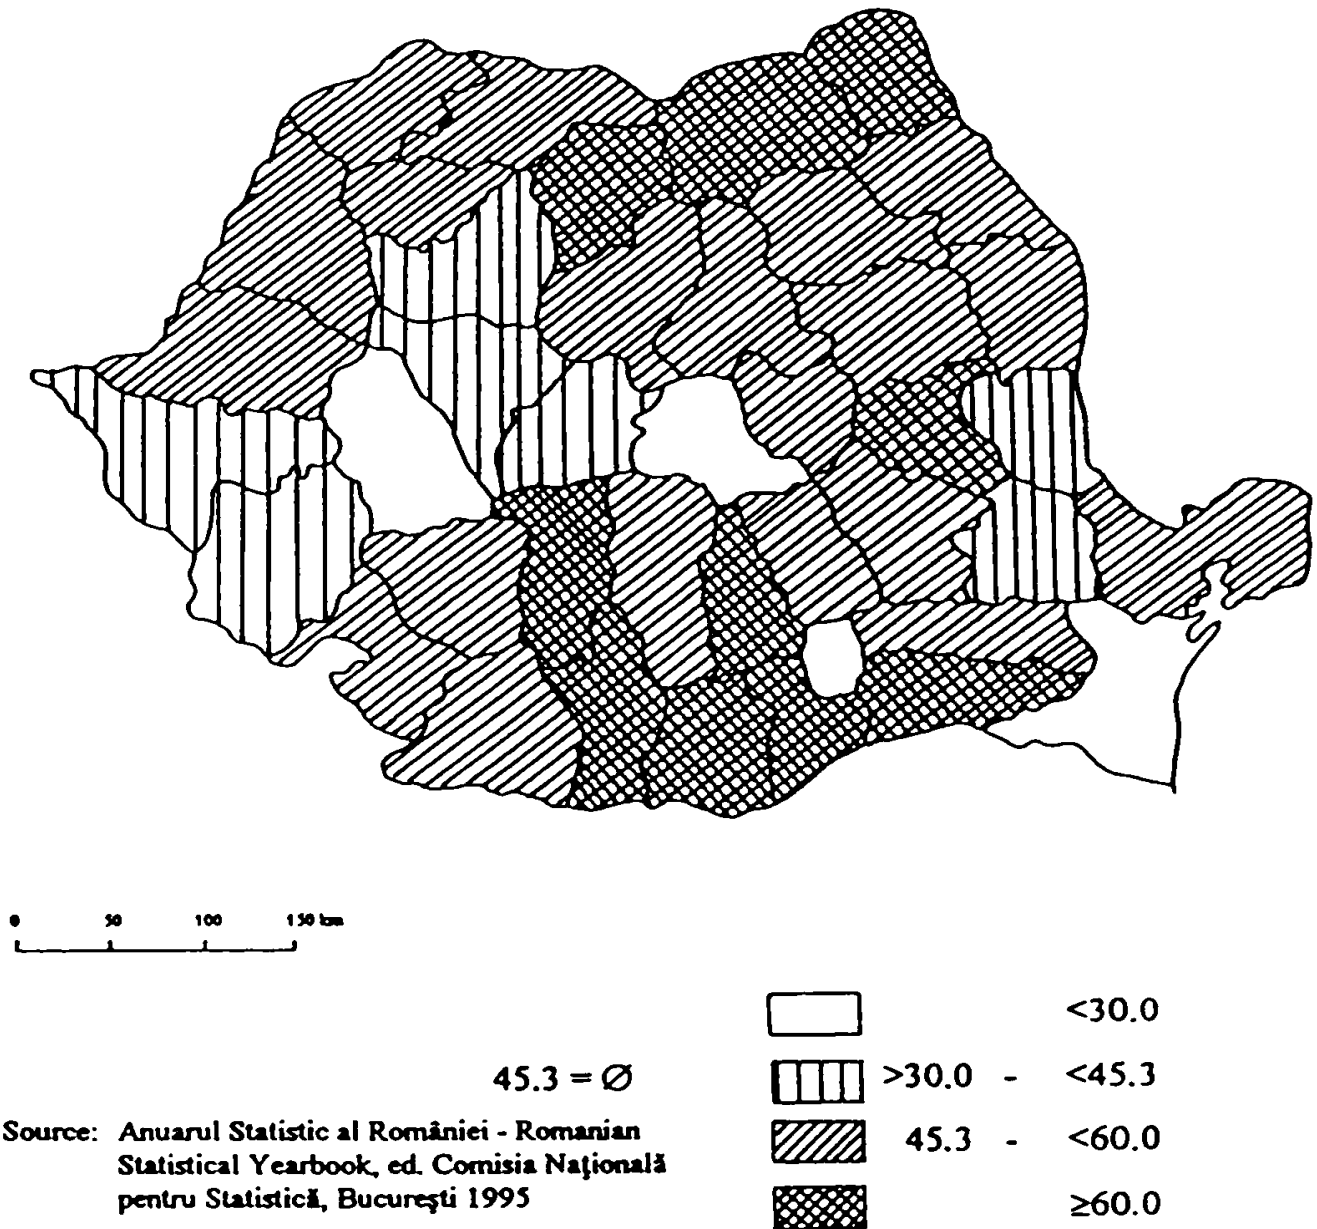 0 50 100 150 km
<30.0
45.3 = Ø >30.0 - <45.3
Source: Anuarul Statistic al României - Romanian
45.3 - <60.0
Statistical Yearbook, ed. Comisia Naţională
pentru Statistică, Bucureşti 1995
≥60.0